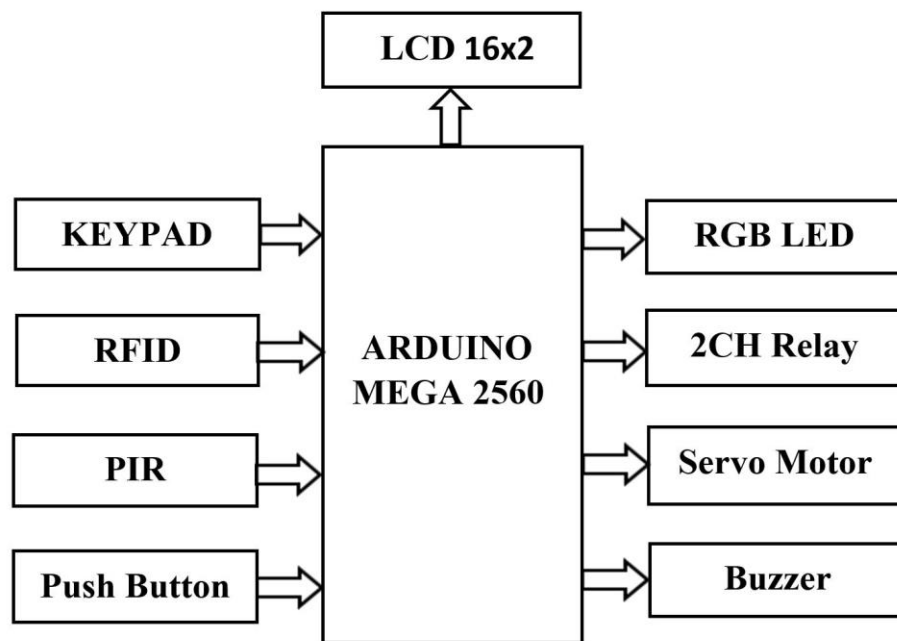 LCD 16x2
KEYPAD
RFID
PIR
Push Button
ARDUINO
MEGA 2560
RGB LED
2CH Relay
Servo Motor
Buzzer